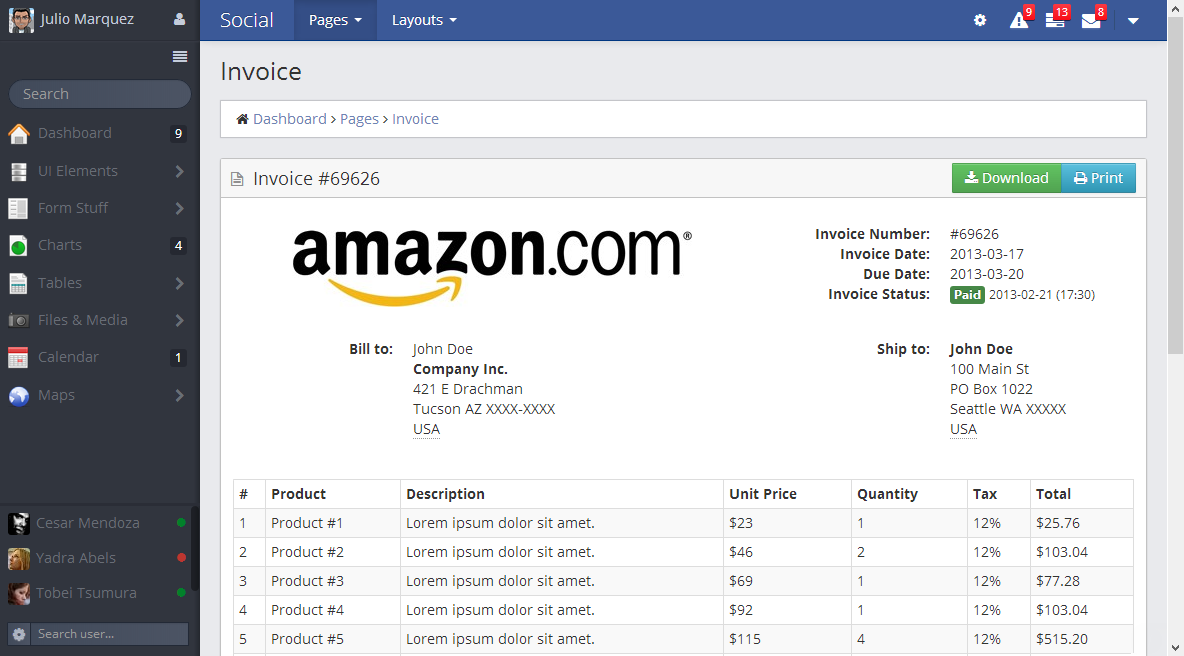 Julio Marquez
Social Pages Layouts 9 13 8
Search
Dashboard 9
UI Elements
Form Stuff
Charts 4
Tables
Files & Media
Calendar 1
Maps
Cesar Mendoza
Yadra Abels
Tobei Tsumura
Search user...
Invoice
Dashboard › Pages › Invoice
Invoice #69626 Download Print
amazon.com®
Invoice Number: #69626
Invoice Date: 2013-03-17
Due Date: 2013-03-20
Invoice Status: Paid 2013-02-21 (17:30)
Bill to: John Doe
Company Inc.
421 E Drachman
Tucson AZ XXXX-XXXX
USA
Ship to: John Doe
100 Main St
PO Box 1022
Seattle WA XXXXX
USA
# Product Description Unit Price Quantity Tax Total
1 Product #1 Lorem ipsum dolor sit amet. $23 1 12% $25.76
2 Product #2 Lorem ipsum dolor sit amet. $46 2 12% $103.04
3 Product #3 Lorem ipsum dolor sit amet. $69 1 12% $77.28
4 Product #4 Lorem ipsum dolor sit amet. $92 1 12% $103.04
5 Product #5 Lorem ipsum dolor sit amet. $115 4 12% $515.20